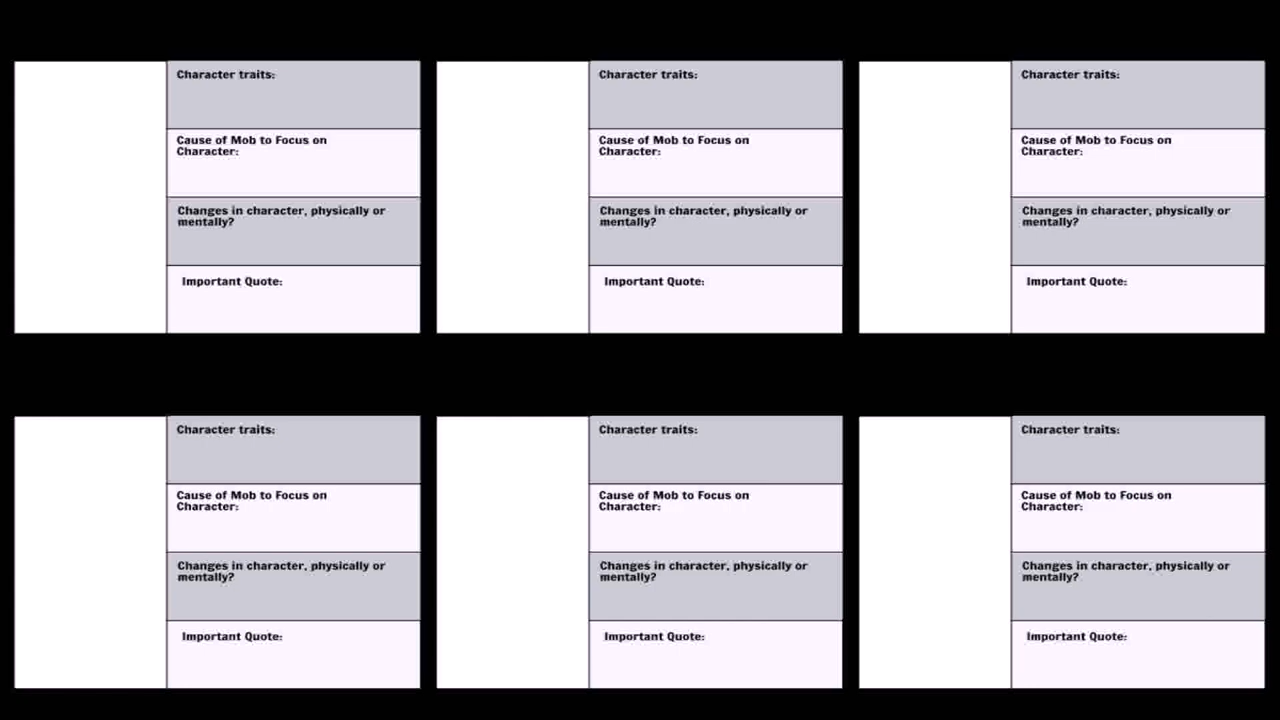 Character traits:
Cause of Mob to Focus on
Character:
Changes in character, physically or
mentally?
Important Quote:
Character traits:
Cause of Mob to Focus on
Character:
Changes in character, physically or
mentally?
Important Quote:
Character traits:
Cause of Mob to Focus on
Character:
Changes in character, physically or
mentally?
Important Quote:
Character traits:
Cause of Mob to Focus on
Character:
Changes in character, physically or
mentally?
Important Quote:
Character traits:
Cause of Mob to Focus on
Character:
Changes in character, physically or
mentally?
Important Quote:
Character traits:
Cause of Mob to Focus on
Character:
Changes in character, physically or
mentally?
Important Quote: